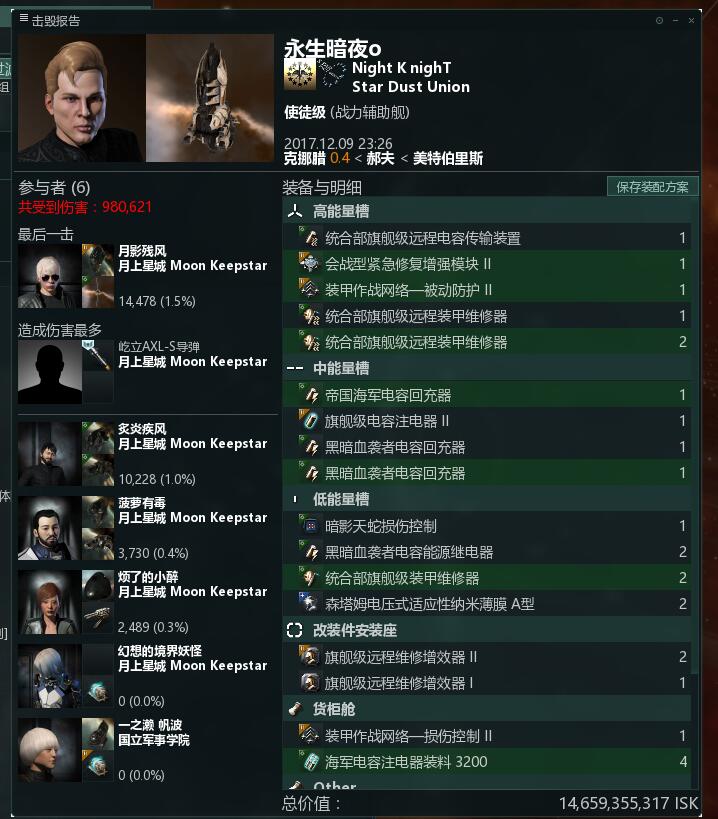 击毁报告
永生暗夜o
Night K nighT
Star Dust Union
使徒级 (战力辅助舰)
2017.12.09 23:26
克挪腊 0.4 < 郝夫 < 美特伯里斯
参与者 (6)
共受到伤害：980,621
最后一击
月影残风
月上星城 Moon Keepstar
14,478 (1.5%)
造成伤害最多
屹立AXL-S导弹
月上星城 Moon Keepstar
炙炎疾风
月上星城 Moon Keepstar
10,228 (1.0%)
菠萝有毒
月上星城 Moon Keepstar
3,730 (0.4%)
烦了的小醉
月上星城 Moon Keepstar
2,489 (0.3%)
幻想的境界妖怪
月上星城 Moon Keepstar
0 (0.0%)
一之濑 帆波
国立军事学院
0 (0.0%)
装备与明细
保存装配方案
高能量槽
统合部旗舰级远程电容传输装置 1
会战型紧急修复增强模块 II 1
装甲作战网络—被动防护 II 1
统合部旗舰级远程装甲维修器 1
统合部旗舰级远程装甲维修器 2
中能量槽
帝国海军电容回充器 1
旗舰级电容注电器 II 1
黑暗血袭者电容回充器 1
黑暗血袭者电容回充器 1
低能量槽
暗影天蛇损伤控制 1
黑暗血袭者电容能源继电器 2
统合部旗舰级装甲维修器 2
森塔姆电压式适应性纳米薄膜 A型 2
改装件安装座
旗舰级远程维修增效器 II 2
旗舰级远程维修增效器 I 1
货柜舱
装甲作战网络—损伤控制 II 1
海军电容注电器装料 3200 4
Other
总价值： 14,659,355,317 ISK